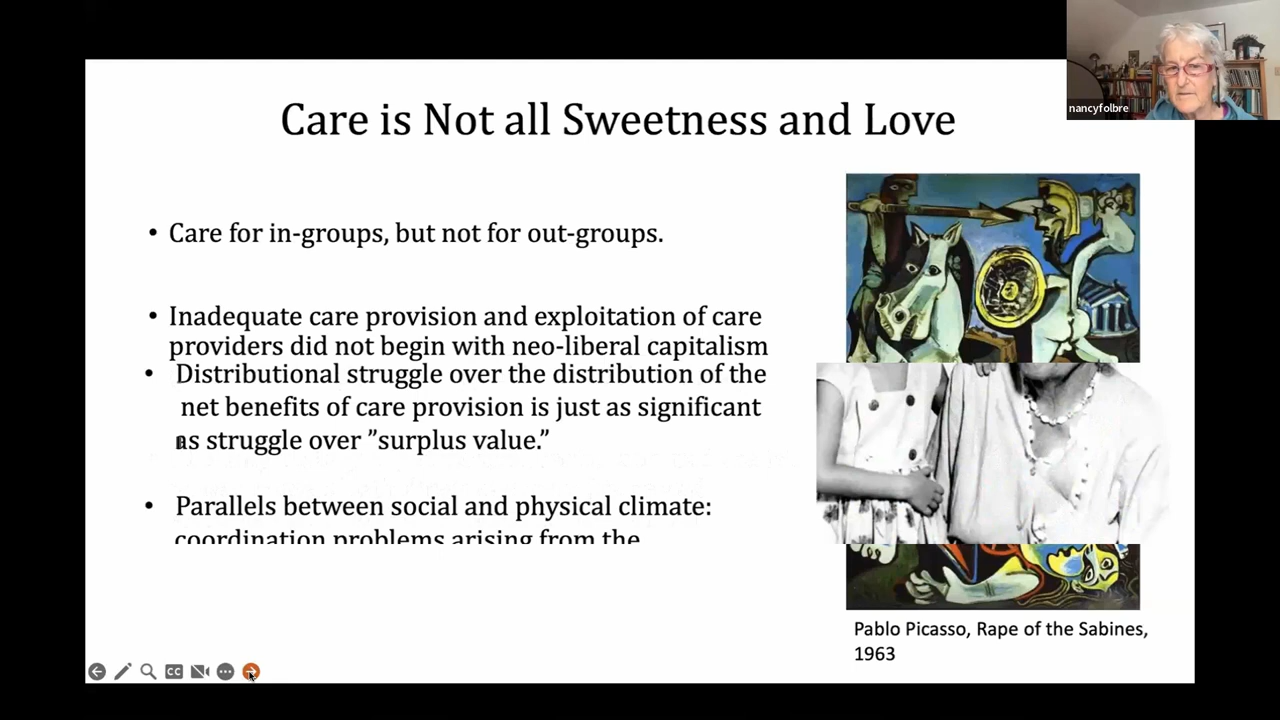 nancyfolbre
Care is Not all Sweetness and Love
• Care for in-groups, but not for out-groups.
• Inadequate care provision and exploitation of care
providers did not begin with neo-liberal capitalism
• Distributional struggle over the distribution of the
net benefits of care provision is just as significant
as struggle over ”surplus value.”
• Parallels between social and physical climate:
coordination problems arising from the
Pablo Picasso, Rape of the Sabines,
1963
CC